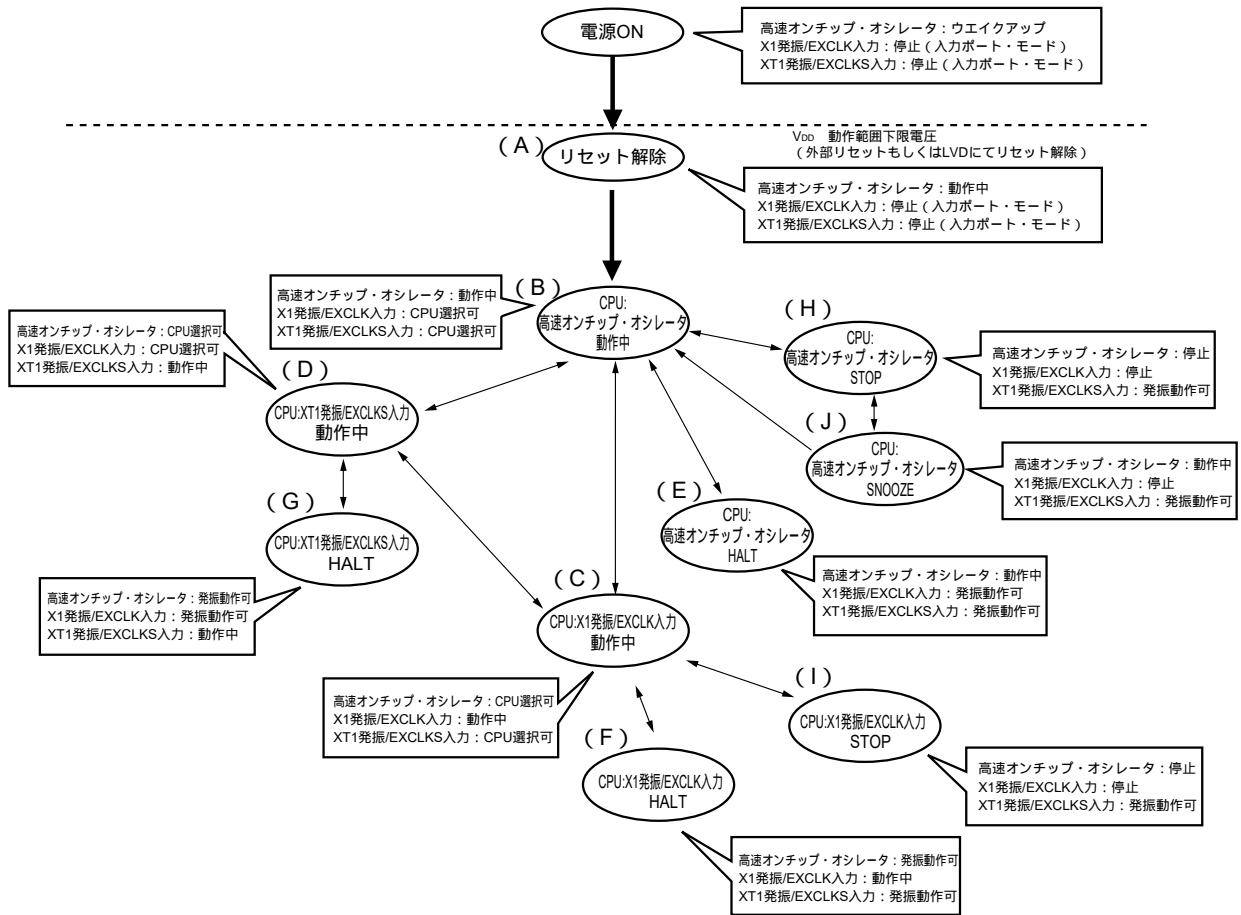 電源ON
高速オンチップ・オシレータ：ウエイクアップ
X1発振/EXCLK入力：停止（入力ポート・モード）
XT1発振/EXCLKS入力：停止（入力ポート・モード）
VDD　動作範囲下限電圧
（外部リセットもしくはLVDにてリセット解除）
（A）
リセット解除
高速オンチップ・オシレータ：動作中
X1発振/EXCLK入力：停止（入力ポート・モード）
XT1発振/EXCLKS入力：停止（入力ポート・モード）
高速オンチップ・オシレータ：動作中
X1発振/EXCLK入力：CPU選択可
XT1発振/EXCLKS入力：CPU選択可
（B）
CPU:
高速オンチップ・オシレータ
動作中
（H）
CPU:
高速オンチップ・オシレータ
STOP
高速オンチップ・オシレータ：停止
X1発振/EXCLK入力：停止
XT1発振/EXCLKS入力：発振動作可
高速オンチップ・オシレータ：CPU選択可
X1発振/EXCLK入力：CPU選択可
XT1発振/EXCLKS入力：動作中
（D）
CPU:XT1発振/EXCLKS入力
動作中
（J）
CPU:
高速オンチップ・オシレータ
SNOOZE
高速オンチップ・オシレータ：動作中
X1発振/EXCLK入力：停止
XT1発振/EXCLKS入力：発振動作可
（G）
CPU:XT1発振/EXCLKS入力
HALT
高速オンチップ・オシレータ：発振動作可
X1発振/EXCLK入力：発振動作可
XT1発振/EXCLKS入力：動作中
（E）
CPU:
高速オンチップ・オシレータ
HALT
高速オンチップ・オシレータ：動作中
X1発振/EXCLK入力：発振動作可
XT1発振/EXCLKS入力：発振動作可
（C）
CPU:X1発振/EXCLK入力
動作中
高速オンチップ・オシレータ：CPU選択可
X1発振/EXCLK入力：動作中
XT1発振/EXCLKS入力：CPU選択可
（I）
CPU:X1発振/EXCLK入力
STOP
高速オンチップ・オシレータ：停止
X1発振/EXCLK入力：停止
XT1発振/EXCLKS入力：発振動作可
（F）
CPU:X1発振/EXCLK入力
HALT
高速オンチップ・オシレータ：発振動作可
X1発振/EXCLK入力：動作中
XT1発振/EXCLKS入力：発振動作可